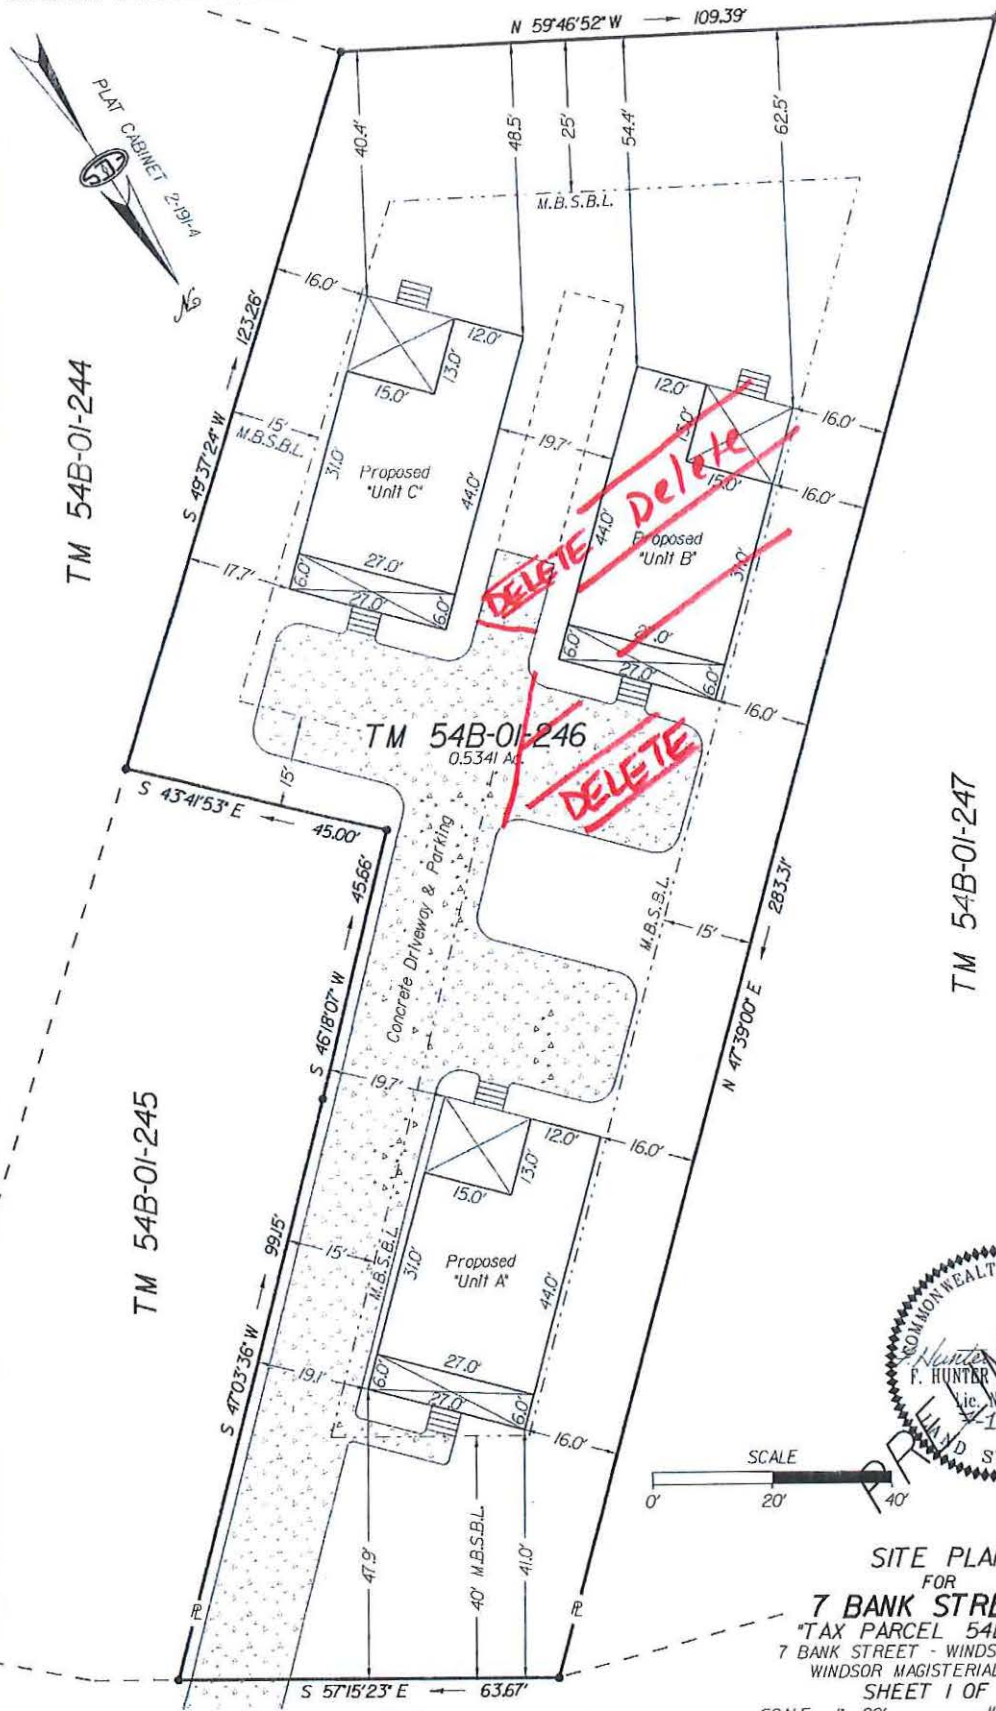 N 59°46'52" W 109.39'
PLAT CABINET 2-191-4
40.4'
48.5'
25'
54.4'
62.5'
M.B.S.B.L.
16.0'
12.0'
13.0'
15.0'
S 49°37'24" W 123.26'
TM 54B-01-244
15'
M.B.S.B.L.
31.0'
Proposed
"Unit C"
44.0'
19.7'
12.0'
15.0'
16.0'
16.0'
Delete
DELETE
44.0'
Proposed
"Unit B"
31.0'
17.7'
6.0'
27.0'
27.0'
6.0'
6.0'
27.0'
6.0'
16.0'
TM 54B-01-246
0.5341 Ac.
DELETE
15'
S 43°41'53" E 45.00'
S 46°18'07" W 45.66'
Concrete Driveway & Parking
M.B.S.B.L.
15'
N 47°39'00" E 283.31'
TM 54B-01-247
TM 54B-01-245
19.7'
12.0'
16.0'
15.0'
13.0'
S 47°03'36" W 99.15'
15'
M.B.S.B.L.
31.0'
Proposed
"Unit A"
44.0'
19.1'
6.0'
27.0'
27.0'
6.0'
16.0'
47.9'
40' M.B.S.B.L.
41.0'
S 57°15'23" E 63.67'
COMMONWEALT
F. HUNTER
Lic. N
LAND S
SCALE
0' 20' 40'
SITE PLA
FOR
7 BANK STRE
"TAX PARCEL 54
7 BANK STREET - WINDS
WINDSOR MAGISTERIAL
SHEET 1 OF